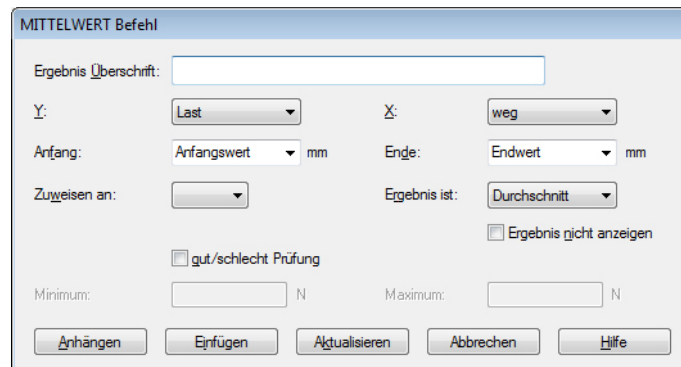 MITTELWERT Befehl
Ergebnis Überschrift:
Y: Last X: weg
Anfang: Anfangswert mm Ende: Endwert mm
Zuweisen an: Ergebnis ist: Durchschnitt
Ergebnis nicht anzeigen
gut/schlecht Prüfung
Minimum: N Maximum: N
Anhängen Einfügen Aktualisieren Abbrechen Hilfe